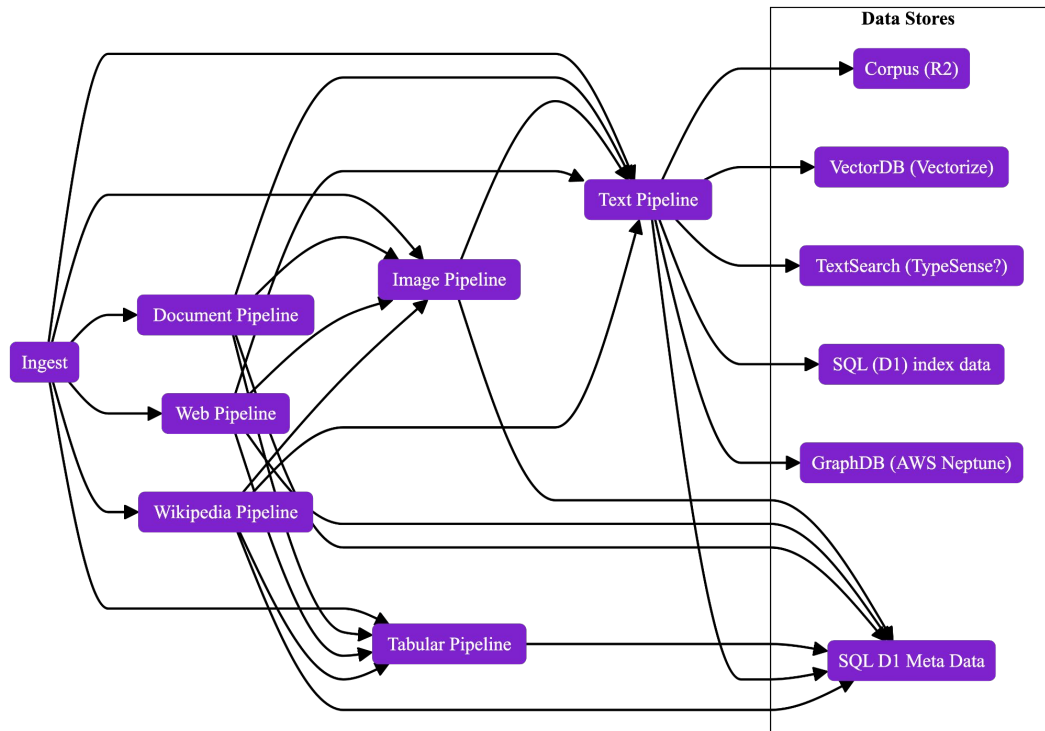 Data Stores
Corpus (R2)
VectorDB (Vectorize)
Text Pipeline
TextSearch (TypeSense?)
Image Pipeline
Document Pipeline
Ingest
SQL (D1) index data
Web Pipeline
GraphDB (AWS Neptune)
Wikipedia Pipeline
Tabular Pipeline
SQL D1 Meta Data